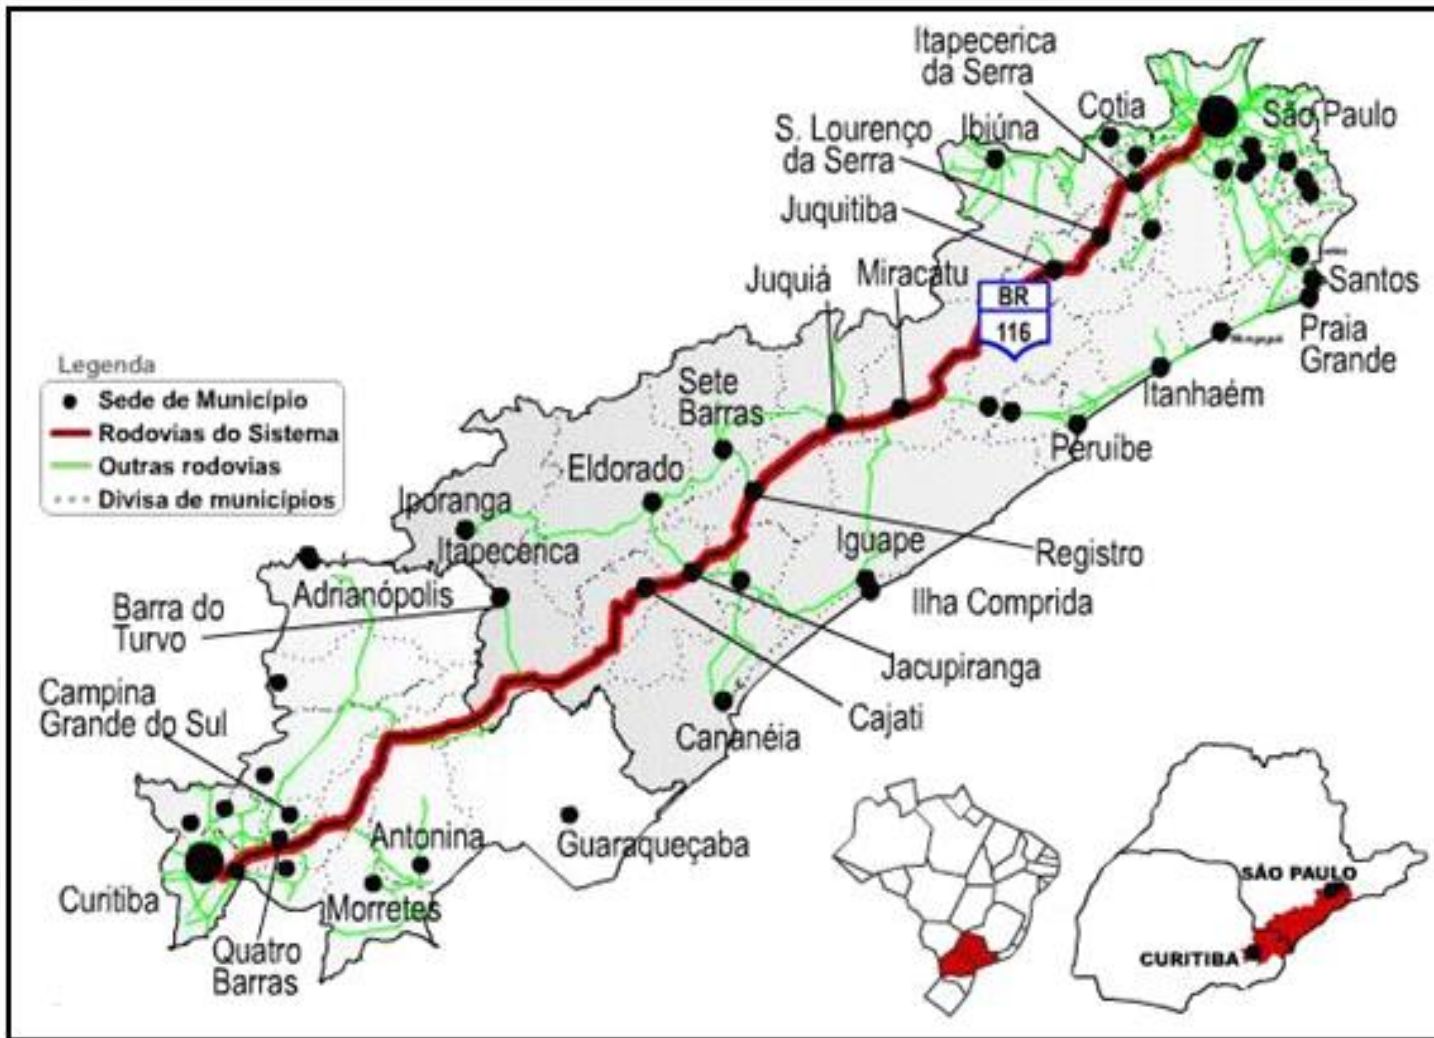 Itapecerica
da Serra
Cotia
São Paulo
S. Lourenço
da Serra
Ibiúna
Juquitiba
Juquiá
Miracatu
BR
116
Santos
Praia
Grande
Itanhaém
Peruíbe
Legenda
Sede de Município
Rodovias do Sistema
Outras rodovias
Divisa de municípios
Sete
Barras
Eldorado
Iporanga
Itapecerica
Iguape
Registro
Ilha Comprida
Adrianópolis
Barra do
Turvo
Jacupiranga
Cajati
Cananéia
Campina
Grande do Sul
Guaraqueçaba
Antonina
Morretes
Curitiba
Quatro
Barras
SÃO PAULO
CURITIBA